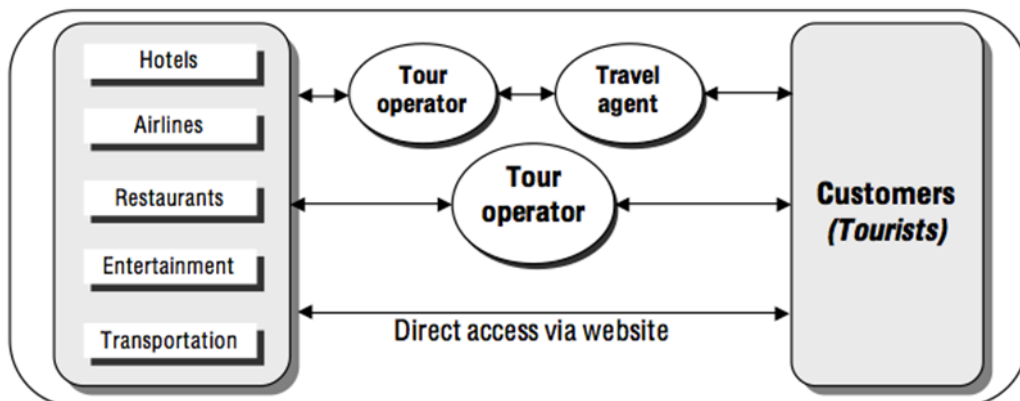 Hotels
Airlines
Restaurants
Entertainment
Transportation
Tour
operator
Travel
agent
Tour
operator
Direct access via website
Customers
(Tourists)